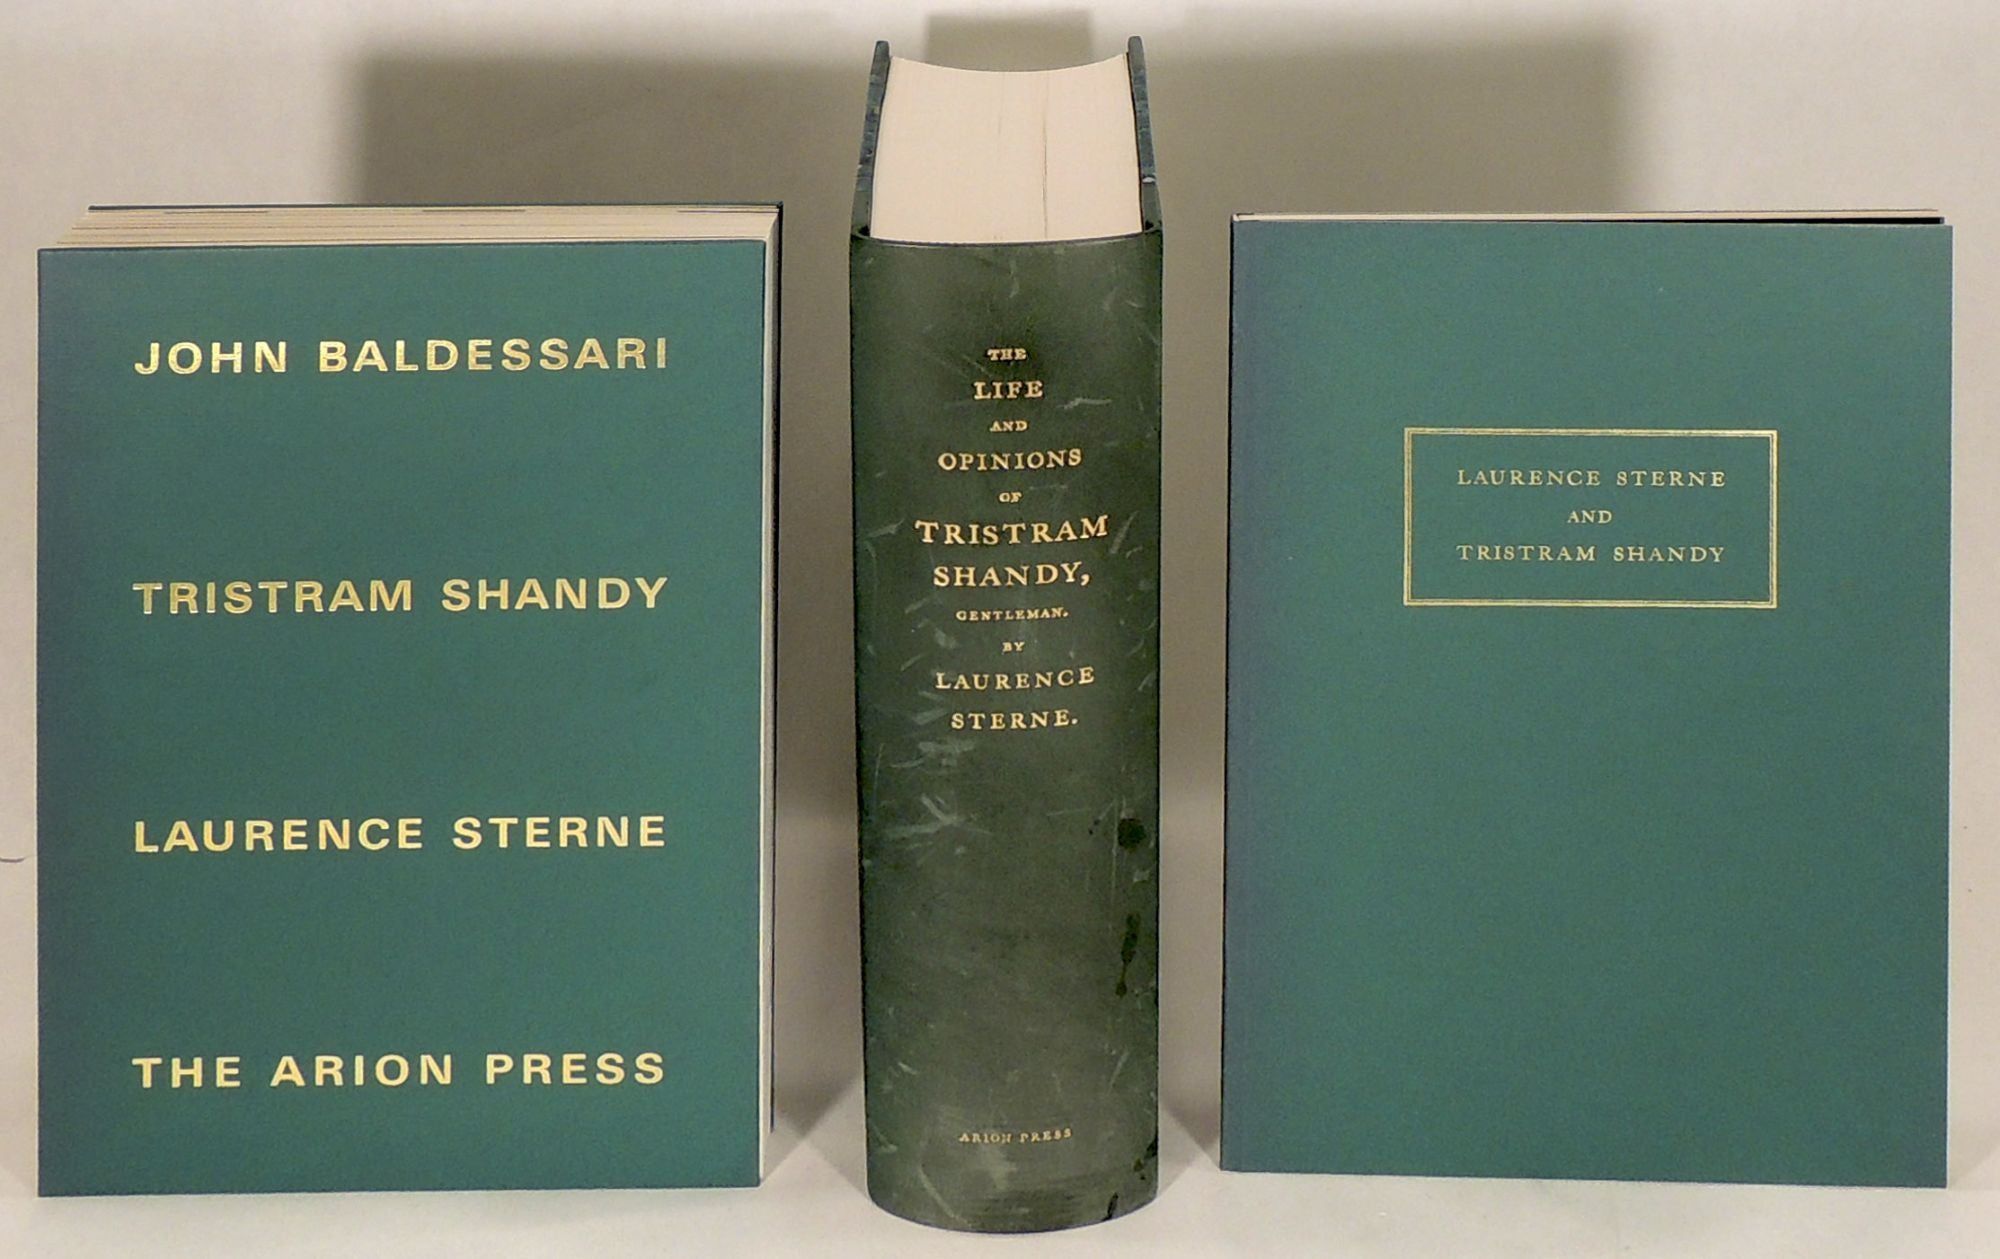 JOHN BALDESSARI
TRISTRAM SHANDY
LAURENCE STERNE
THE ARION PRESS
THE
LIFE
AND
OPINIONS
OF
TRISTRAM
SHANDY,
GENTLEMAN.
BY
LAURENCE
STERNE.
ARION PRESS
LAURENCE STERNE
AND
TRISTRAM SHANDY